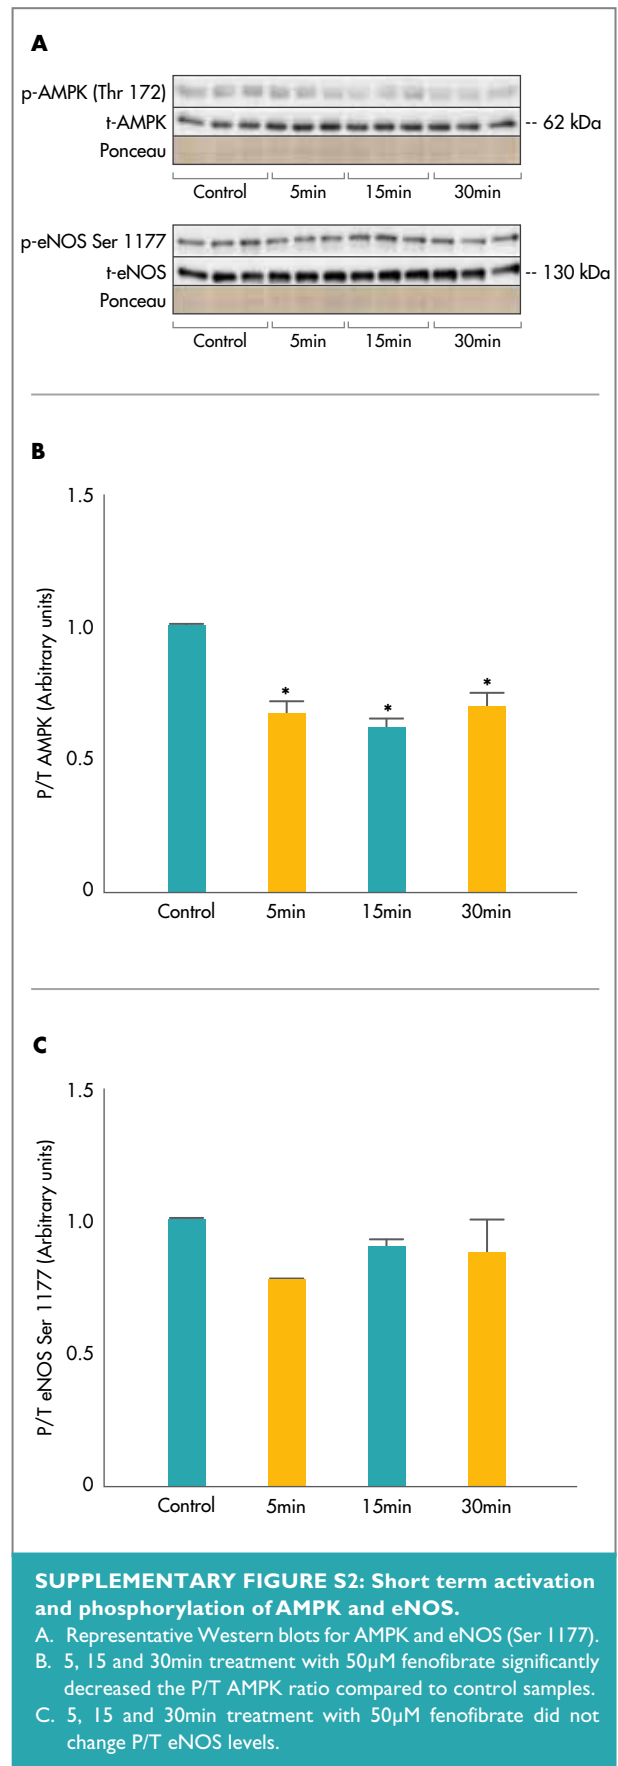 A
p-AMPK (Thr 172)
t-AMPK
-- 62 kDa
Ponceau
Control 5min 15min 30min
p-eNOS Ser 1177
t-eNOS
-- 130 kDa
Ponceau
Control 5min 15min 30min
B
P/T AMPK (Arbitrary units)
1.5
1.0
0.5
0
* * *
Control 5min 15min 30min
C
P/T eNOS Ser 1177 (Arbitrary units)
1.5
1.0
0.5
0
Control 5min 15min 30min
SUPPLEMENTARY FIGURE S2: Short term activation
and phosphorylation of AMPK and eNOS.
A. Representative Western blots for AMPK and eNOS (Ser 1177).
B. 5, 15 and 30min treatment with 50µM fenofibrate significantly
decreased the P/T AMPK ratio compared to control samples.
C. 5, 15 and 30min treatment with 50µM fenofibrate did not
change P/T eNOS levels.